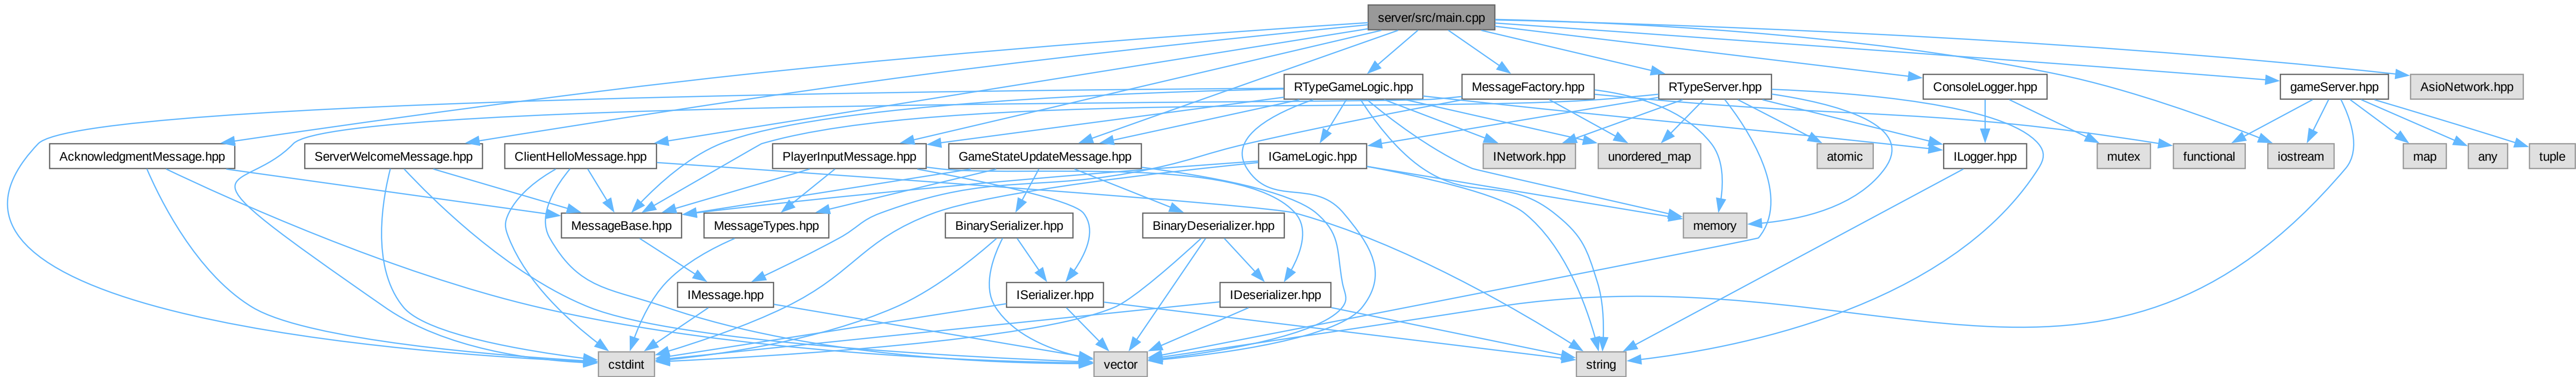 server/src/main.cpp
RTypeGameLogic.hpp
MessageFactory.hpp
RTypeServer.hpp
ConsoleLogger.hpp
gameServer.hpp
AsioNetwork.hpp
AcknowledgmentMessage.hpp
ServerWelcomeMessage.hpp
ClientHelloMessage.hpp
PlayerInputMessage.hpp
GameStateUpdateMessage.hpp
IGameLogic.hpp
INetwork.hpp
unordered_map
atomic
ILogger.hpp
mutex
functional
iostream
map
any
tuple
MessageBase.hpp
MessageTypes.hpp
BinarySerializer.hpp
BinaryDeserializer.hpp
memory
IMessage.hpp
ISerializer.hpp
IDeserializer.hpp
cstdint
vector
string